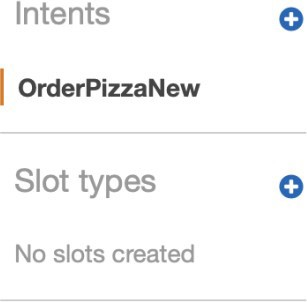 Intents
OrderPizzaNew
Slot types
No slots created